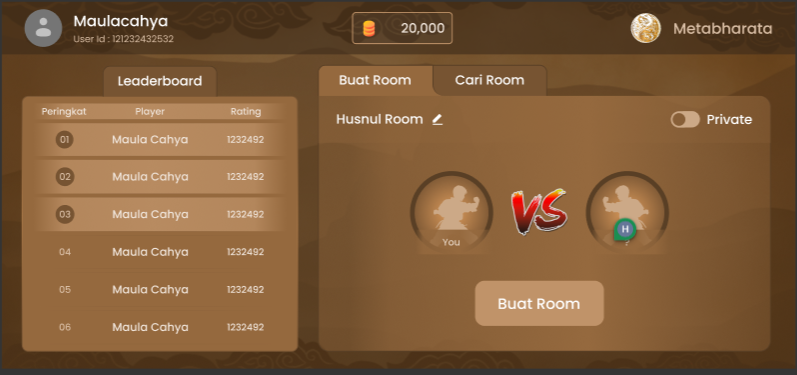 Maulacahya
User Id : 121232432532
20,000
Metabharata
Leaderboard
Peringkat Player Rating
01 Maula Cahya 1232492
02 Maula Cahya 1232492
03 Maula Cahya 1232492
04 Maula Cahya 1232492
05 Maula Cahya 1232492
06 Maula Cahya 1232492
Buat Room Cari Room
Husnul Room
Private
VS
You
H
Buat Room